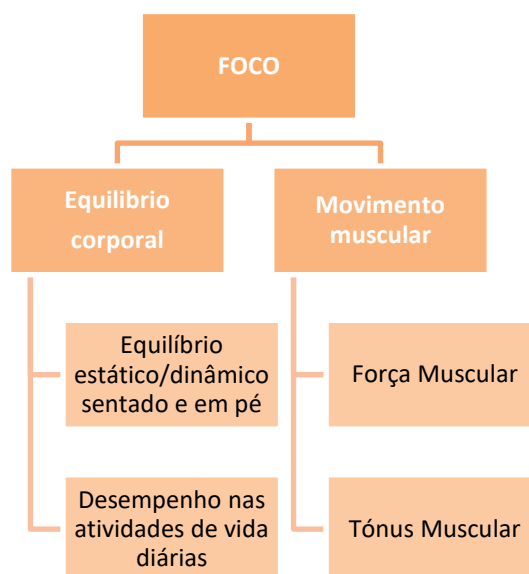 FOCO
Equilibrio
corporal
Movimento
muscular
Equilíbrio
estático/dinâmico
sentado e em pé
Força Muscular
Desempenho nas
atividades de vida
diárias
Tónus Muscular